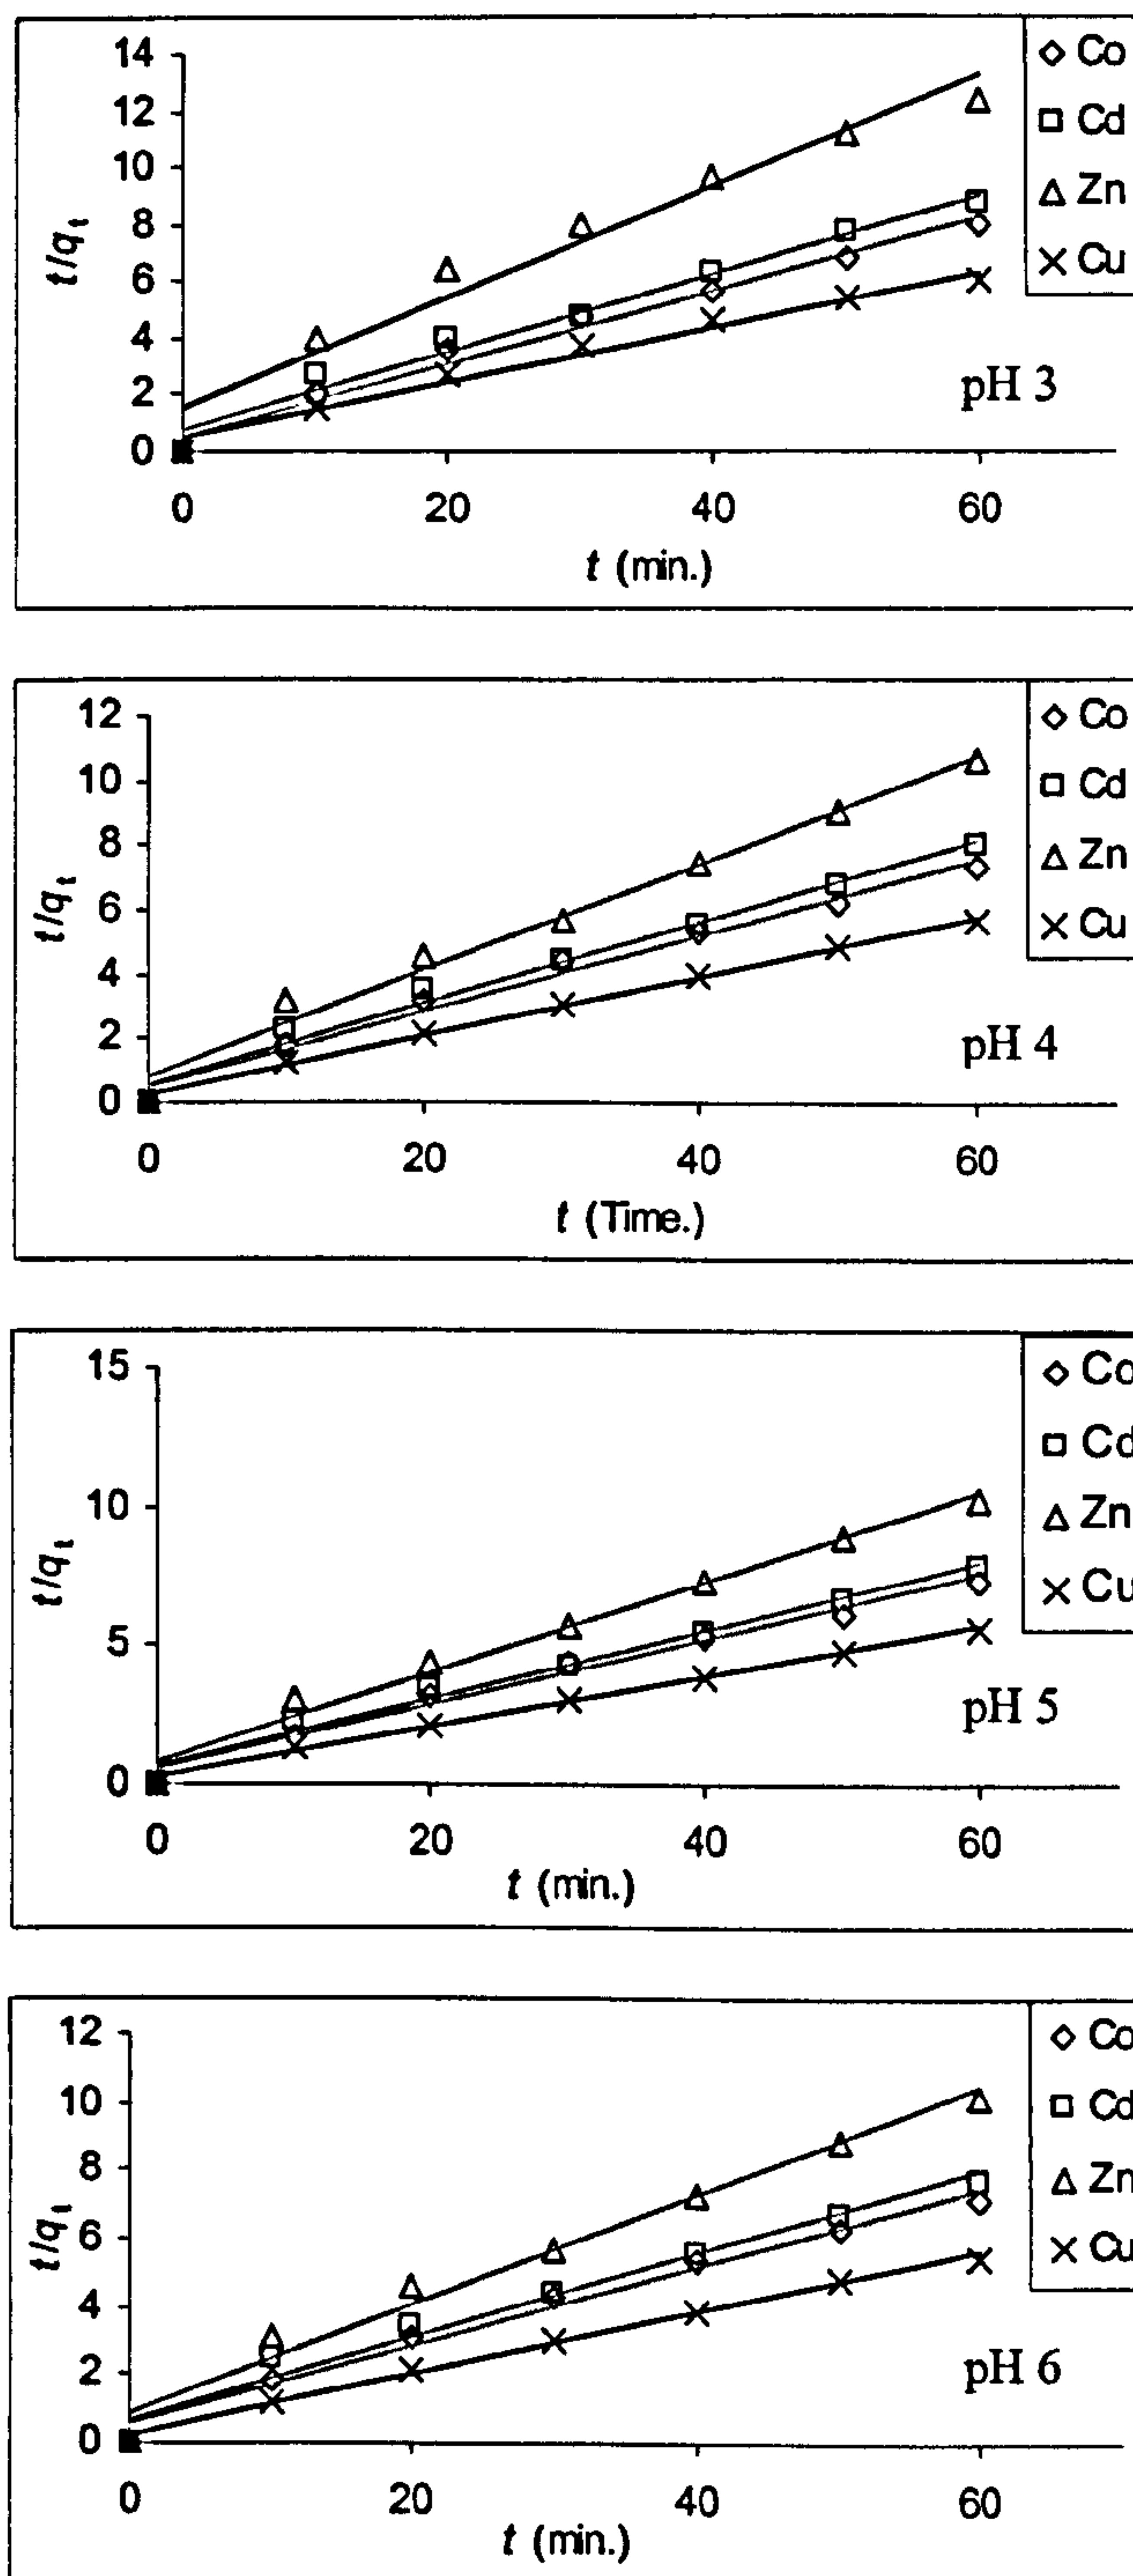 14
12
10
8
6
4
2
0
t/qt
0 20 40 60
t (min.)
Co
Cd
Zn
Cu
pH 3
12
10
8
6
4
2
0
t/qt
0 20 40 60
t (Time.)
Co
Cd
Zn
Cu
pH 4
15
10
5
0
t/qt
0 20 40 60
t (min.)
Co
Cd
Zn
Cu
pH 5
12
10
8
6
4
2
0
t/qt
0 20 40 60
t (min.)
Co
Cd
Zn
Cu
pH 6